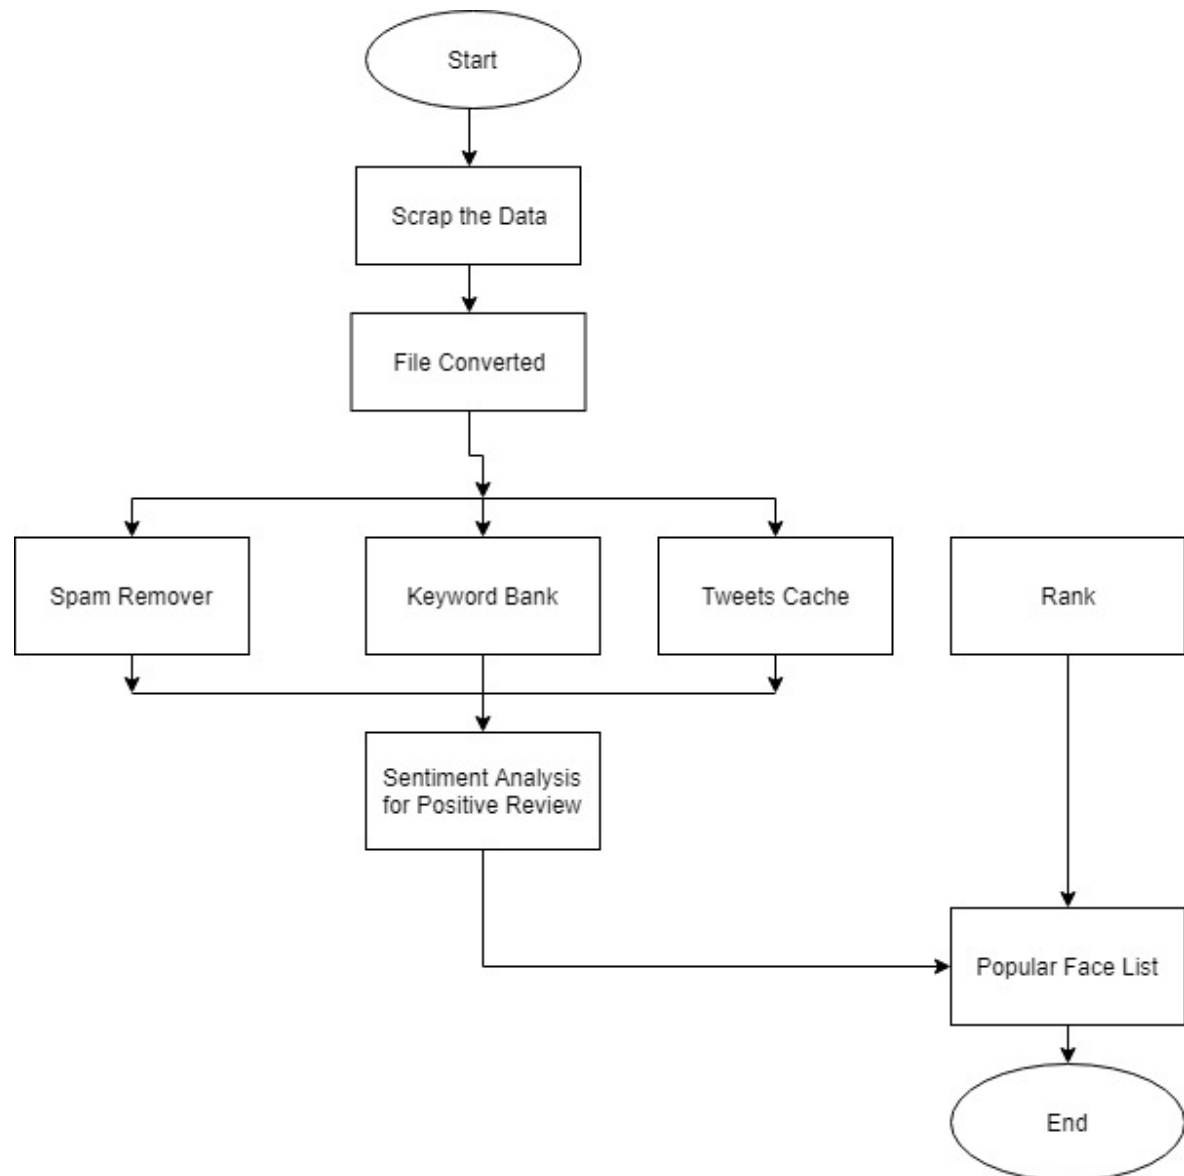 Start
Scrap the Data
File Converted
Spam Remover
Keyword Bank
Tweets Cache
Rank
Sentiment Analysis
for Positive Review
Popular Face List
End